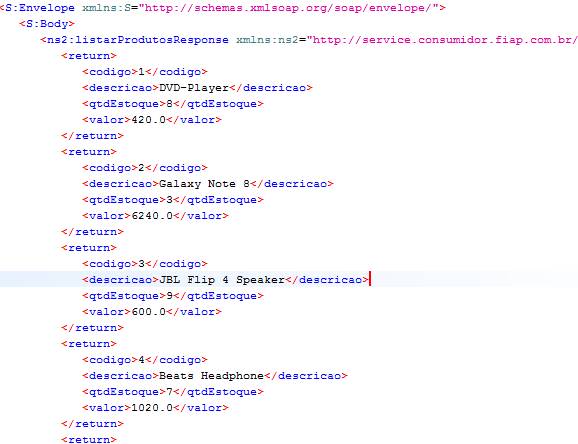 <S:Envelope xmlns:S="http://schemas.xmlsoap.org/soap/envelope/">
<S:Body>
<ns2:listarProdutosResponse xmlns:ns2="http://service.consumidor.fiap.com.br/
<return>
<codigo>1</codigo>
<descricao>DVD-Player</descricao>
<qtdEstoque>8</qtdEstoque>
<valor>420.0</valor>
</return>
<return>
<codigo>2</codigo>
<descricao>Galaxy Note 8</descricao>
<qtdEstoque>3</qtdEstoque>
<valor>6240.0</valor>
</return>
<return>
<codigo>3</codigo>
<descricao>JBL Flip 4 Speaker</descricao>
<qtdEstoque>9</qtdEstoque>
<valor>600.0</valor>
</return>
<return>
<codigo>4</codigo>
<descricao>Beats Headphone</descricao>
<qtdEstoque>7</qtdEstoque>
<valor>1020.0</valor>
</return>
<return>